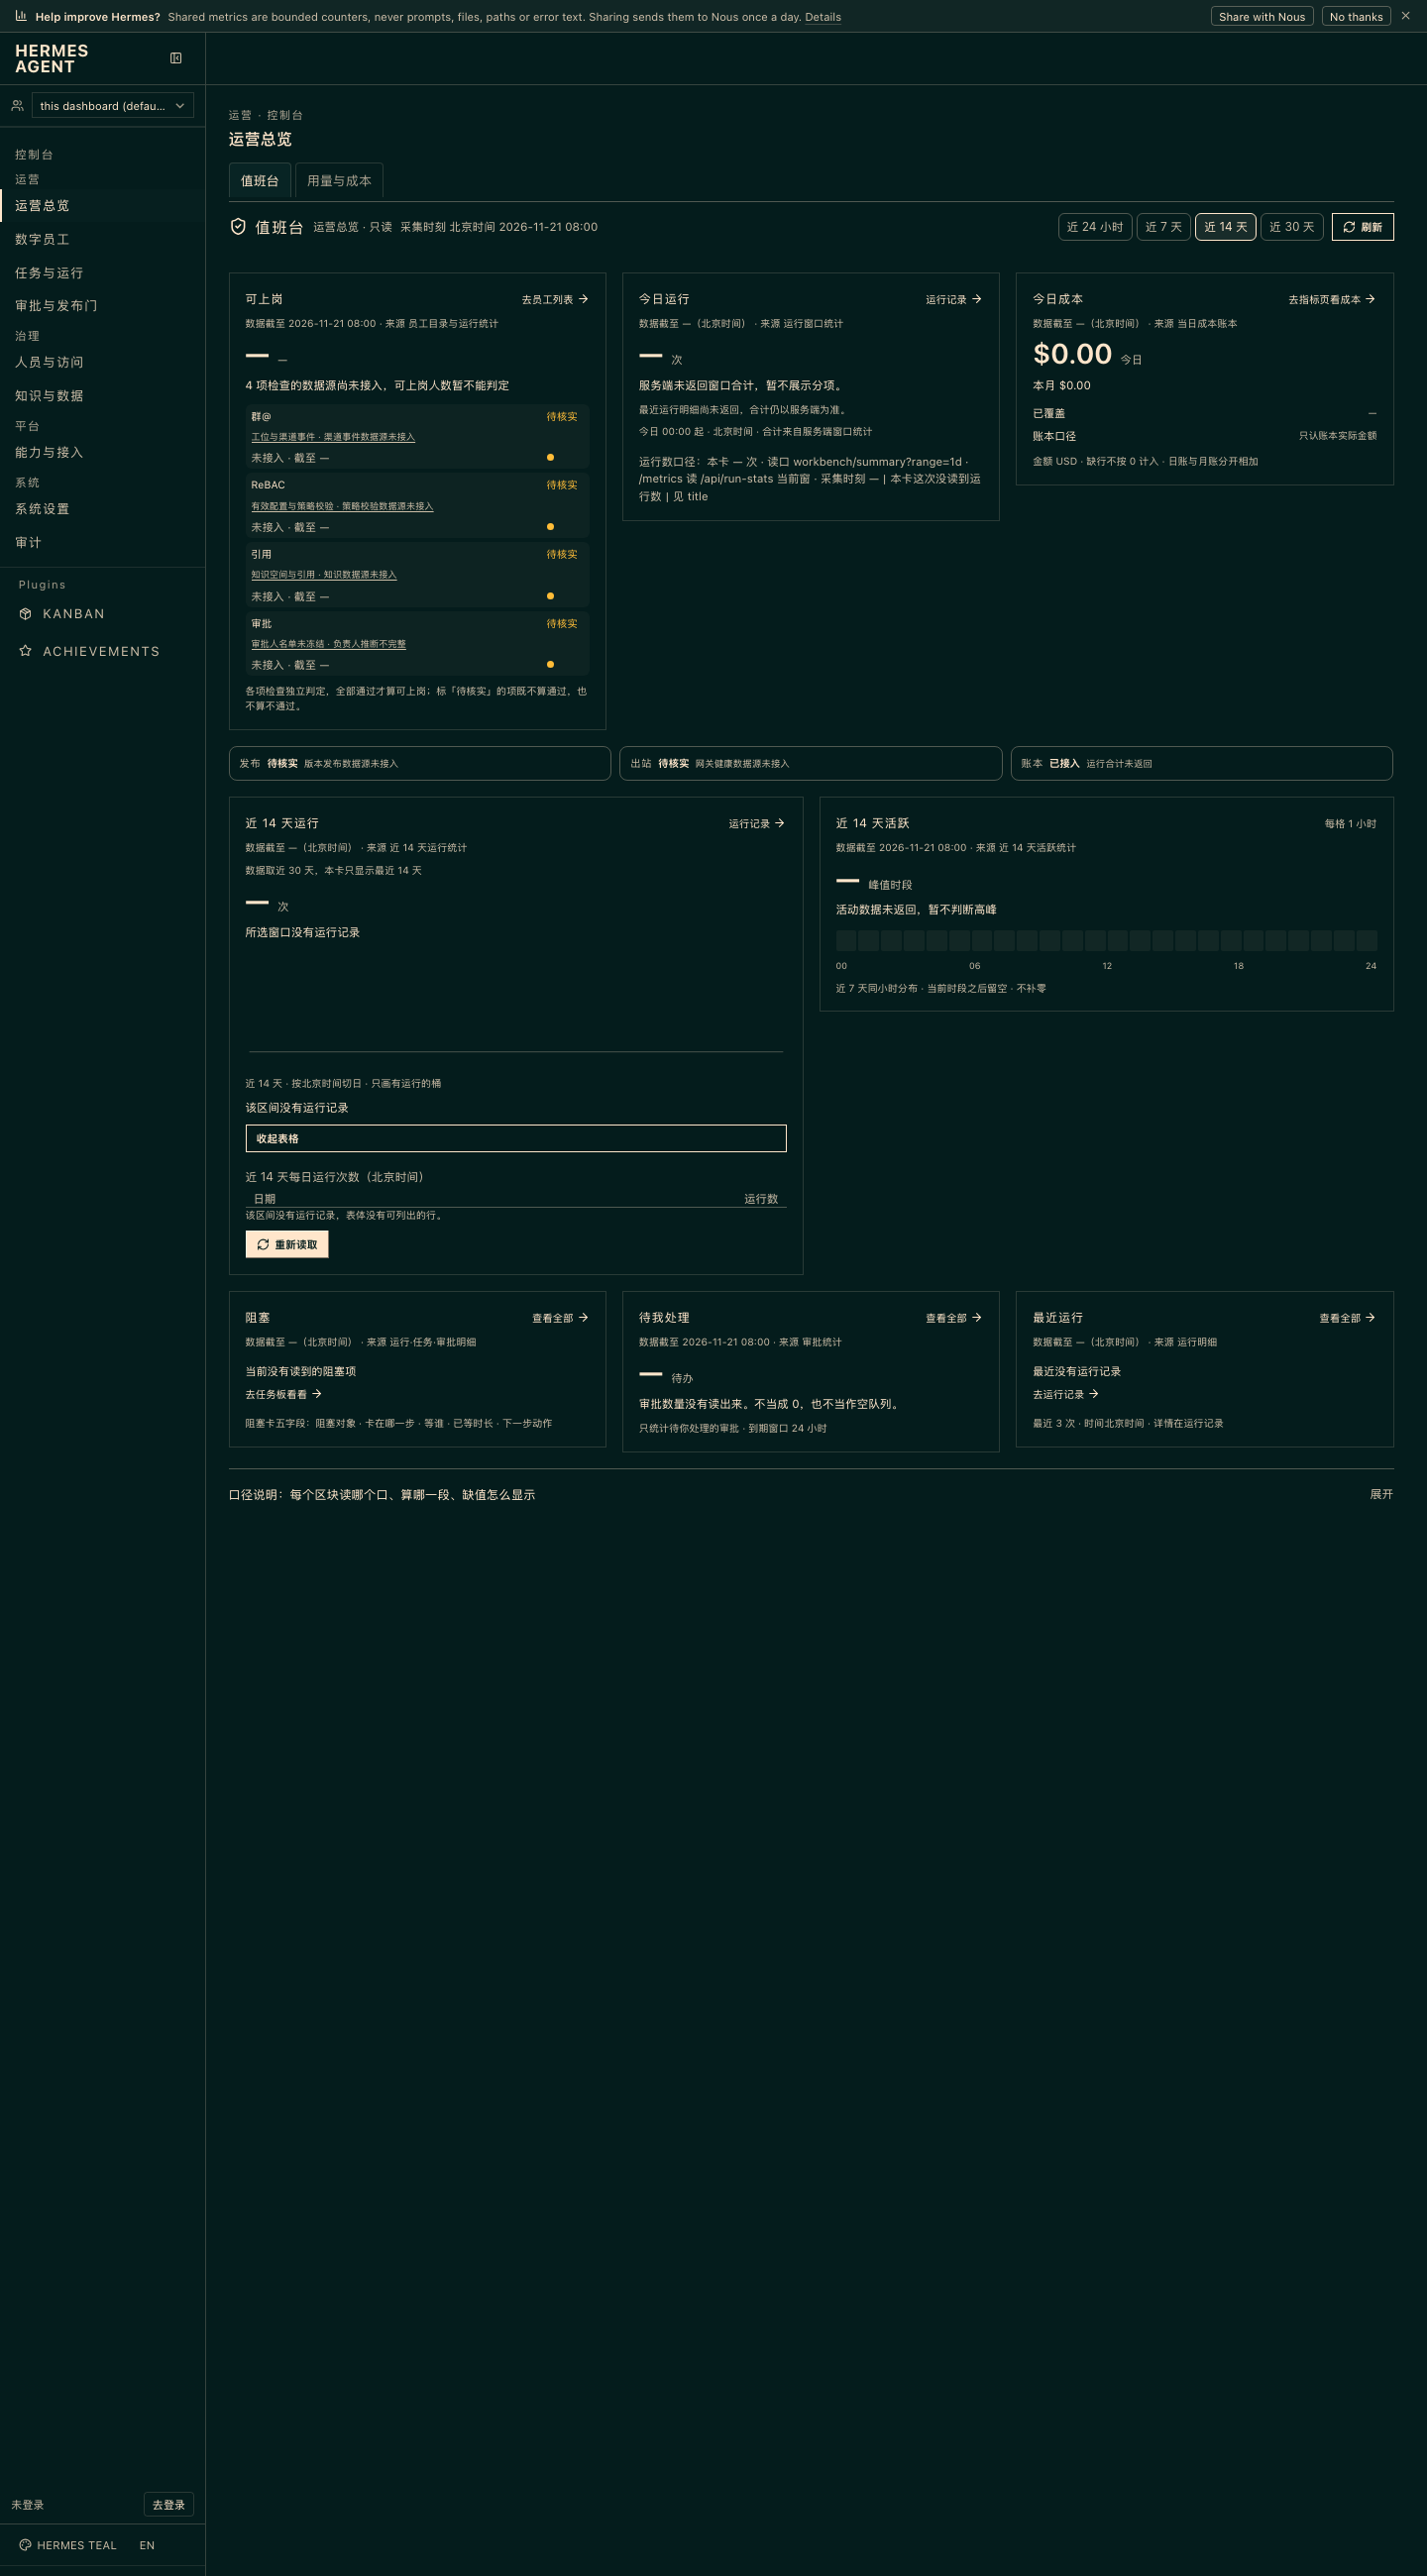 Help improve Hermes? Shared metrics are bounded counters, never prompts, files, paths or error text. Sharing sends them to Nous once a day. Details
Share with Nous
No thanks
HERMES
AGENT
this dashboard (defau...
控制台
运营
运营总览
数字员工
任务与运行
审批与发布门
治理
人员与访问
知识与数据
平台
能力与接入
系统
系统设置
审计
Plugins
KANBAN
ACHIEVEMENTS
未登录
去登录
HERMES TEAL
EN
运营 · 控制台
运营总览
值班台
用量与成本
值班台 运营总览 · 只读 采集时刻 北京时间 2026-11-21 08:00
近 24 小时
近 7 天
近 14 天
近 30 天
刷新
可上岗
去员工列表 →
数据截至 2026-11-21 08:00 · 来源 员工目录与运行统计
— —
4 项检查的数据源尚未接入，可上岗人数暂不能判定
群@
待核实
工位与渠道事件 · 渠道事件数据源未接入
未接入 · 截至 —
ReBAC
待核实
有效配置与策略校验 · 策略校验数据源未接入
未接入 · 截至 —
引用
待核实
知识空间与引用 · 知识数据源未接入
未接入 · 截至 —
审批
待核实
审批人名单未冻结 · 负责人推断不完整
未接入 · 截至 —
各项检查独立判定，全部通过才算可上岗；标「待核实」的项既不算通过，也
不算不通过。
今日运行
运行记录 →
数据截至 —（北京时间） · 来源 运行窗口统计
— 次
服务端未返回窗口合计，暂不展示分项。
最近运行明细尚未返回，合计仍以服务端为准。
今日 00:00 起 · 北京时间 · 合计来自服务端窗口统计
运行数口径：本卡 — 次 · 读口 workbench/summary?range=1d ·
/metrics 读 /api/run-stats 当前窗 · 采集时刻 — | 本卡这次没读到运
行数 | 见 title
今日成本
去指标页看成本 →
数据截至 —（北京时间） · 来源 当日成本账本
$0.00 今日
本月 $0.00
已覆盖
—
账本口径
只认账本实际金额
金额 USD · 缺行不按 0 计入 · 日账与月账分开相加
发布 待核实 版本发布数据源未接入
出站 待核实 网关健康数据源未接入
账本 已接入 运行合计未返回
近 14 天运行
运行记录 →
数据截至 —（北京时间） · 来源 近 14 天运行统计
数据取近 30 天，本卡只显示最近 14 天
— 次
所选窗口没有运行记录
近 14 天 · 按北京时间切日 · 只画有运行的桶
该区间没有运行记录
收起表格
近 14 天每日运行次数（北京时间）
日期
运行数
该区间没有运行记录，表体没有可列出的行。
重新读取
近 14 天活跃
每格 1 小时
数据截至 2026-11-21 08:00 · 来源 近 14 天活跃统计
— 峰值时段
活动数据未返回，暂不判断高峰
00
06
12
18
24
近 7 天同小时分布 · 当前时段之后留空 · 不补零
阻塞
查看全部 →
数据截至 —（北京时间） · 来源 运行·任务·审批明细
当前没有读到的阻塞项
去任务板看看 →
阻塞卡五字段：阻塞对象 · 卡在哪一步 · 等谁 · 已等时长 · 下一步动作
待我处理
查看全部 →
数据截至 2026-11-21 08:00 · 来源 审批统计
— 待办
审批数量没有读出来。不当成 0，也不当作空队列。
只统计待你处理的审批 · 到期窗口 24 小时
最近运行
查看全部 →
数据截至 —（北京时间） · 来源 运行明细
最近没有运行记录
去运行记录 →
最近 3 次 · 时间北京时间 · 详情在运行记录
口径说明：每个区块读哪个口、算哪一段、缺值怎么显示
展开